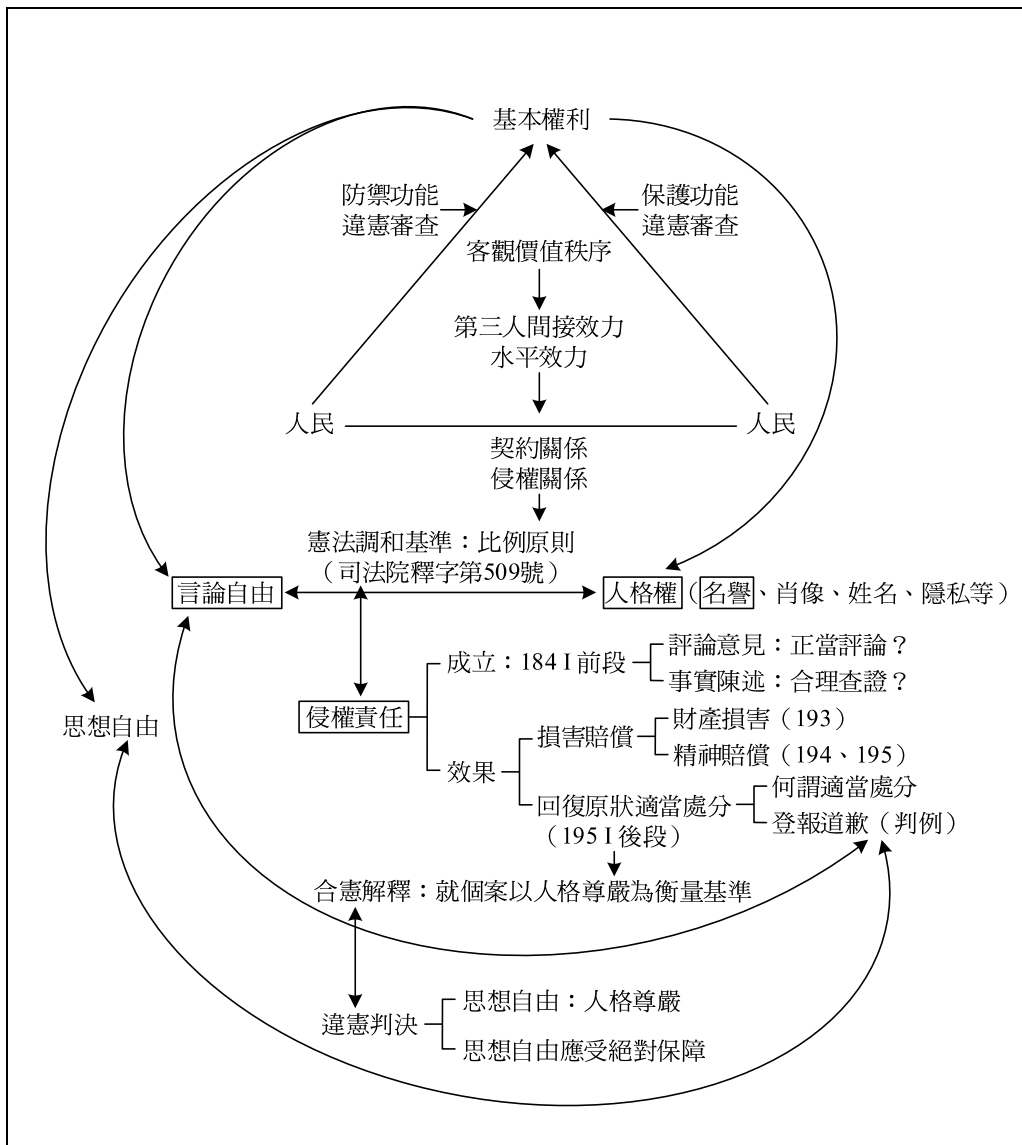 基本權利
防禦功能
違憲審查
保護功能
違憲審查
客觀價值秩序
第三人間接效力
水平效力
人民
人民
契約關係
侵權關係
憲法調和基準：比例原則
（司法院釋字第509號）
言論自由
人格權（名譽、肖像、姓名、隱私等）
成立：184 I 前段
評論意見：正當評論？
事實陳述：合理查證？
侵權責任
思想自由
損害賠償
財產損害（193）
精神賠償（194、195）
效果
回復原狀適當處分
（195 I 後段）
何謂適當處分
登報道歉（判例）
合憲解釋：就個案以人格尊嚴為衡量基準
違憲判決
思想自由：人格尊嚴
思想自由應受絕對保障